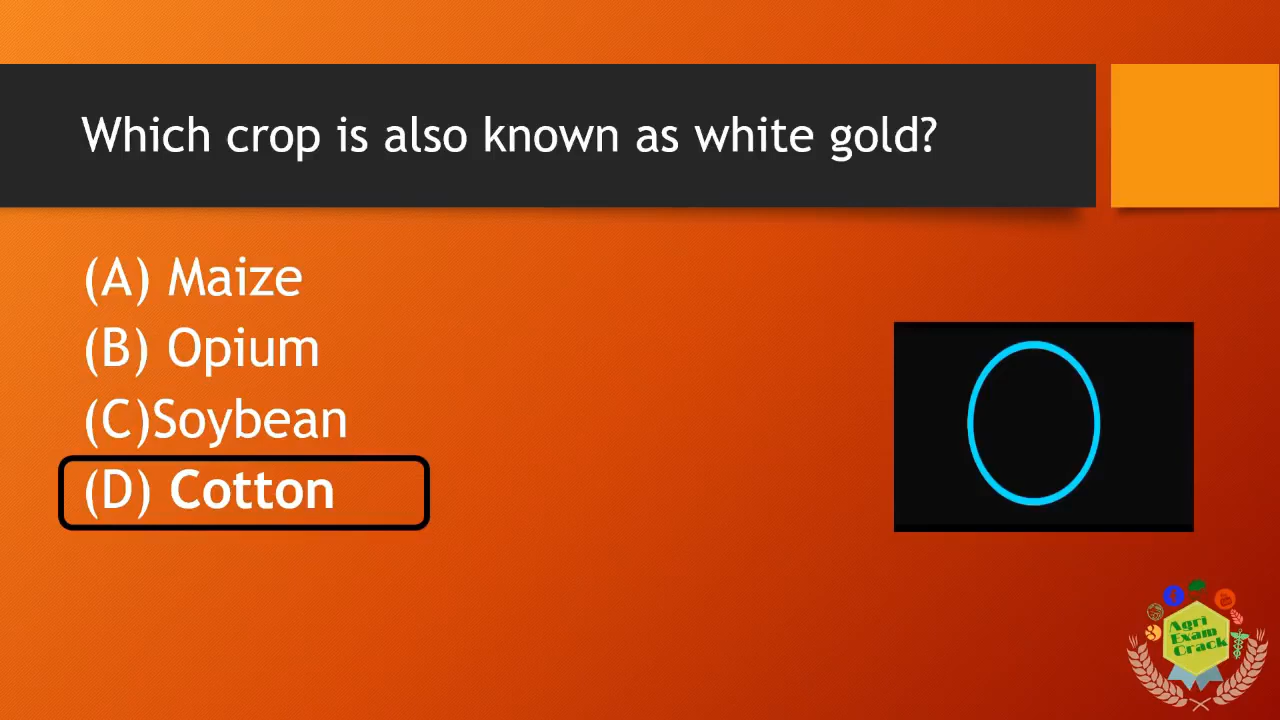 Which crop is also known as white gold?
(A) Maize
(B) Opium
(C)Soybean
(D) Cotton
Agri
Exam
Crack